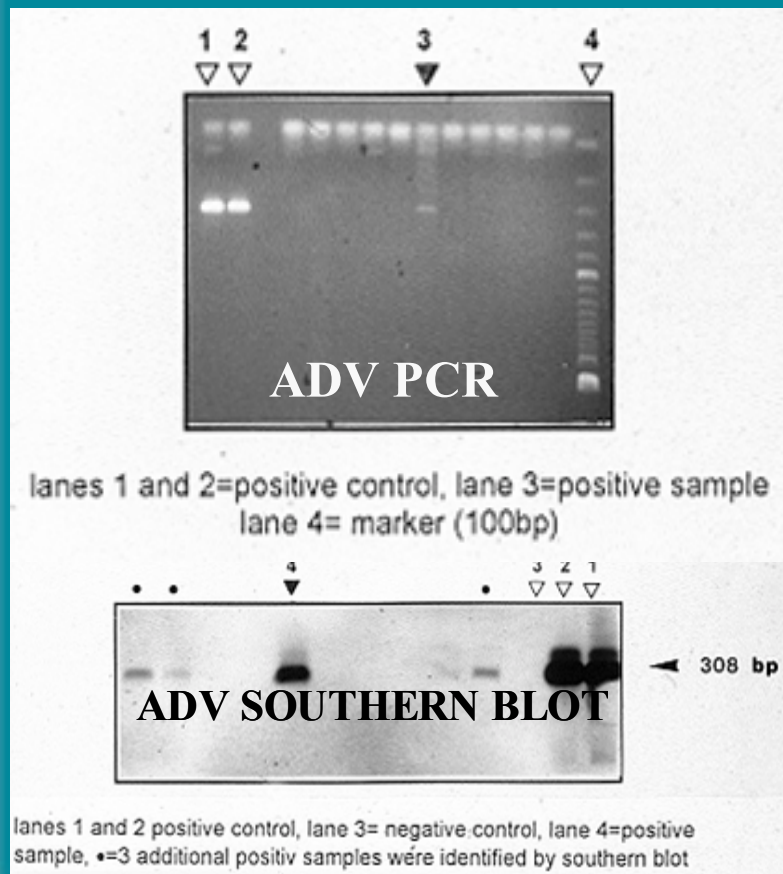 1 2 3 4
ADV PCR
lanes 1 and 2=positive control, lane 3=positive sample
lane 4= marker (100bp)
4 3 2 1
308 bp
ADV SOUTHERN BLOT
lanes 1 and 2 positive control, lane 3= negative control, lane 4=positive
sample, •=3 additional positiv samples were identified by southern blot